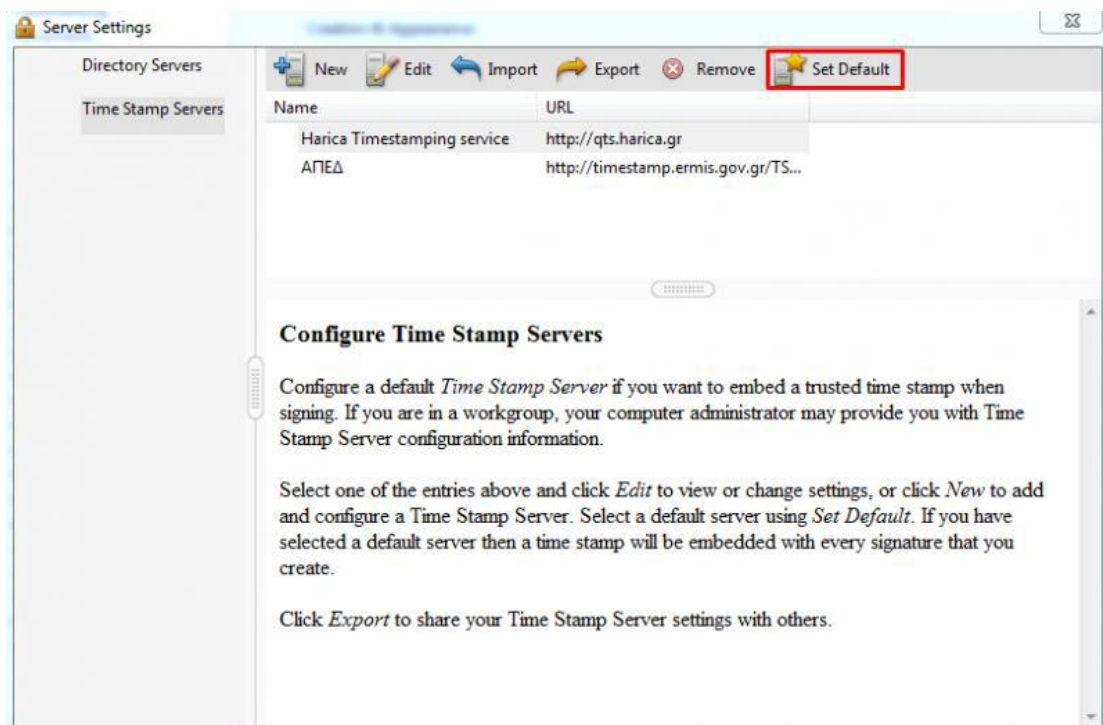 Server Settings
Directory Servers
Time Stamp Servers
New Edit Import Export Remove Set Default
Name URL
Harica Timestamping service http://qts.harica.gr
ΑΠΕΔ http://timestamp.ermis.gov.gr/TS...
Configure Time Stamp Servers
Configure a default Time Stamp Server if you want to embed a trusted time stamp when
signing. If you are in a workgroup, your computer administrator may provide you with Time
Stamp Server configuration information.
Select one of the entries above and click Edit to view or change settings, or click New to add
and configure a Time Stamp Server. Select a default server using Set Default. If you have
selected a default server then a time stamp will be embedded with every signature that you
create.
Click Export to share your Time Stamp Server settings with others.